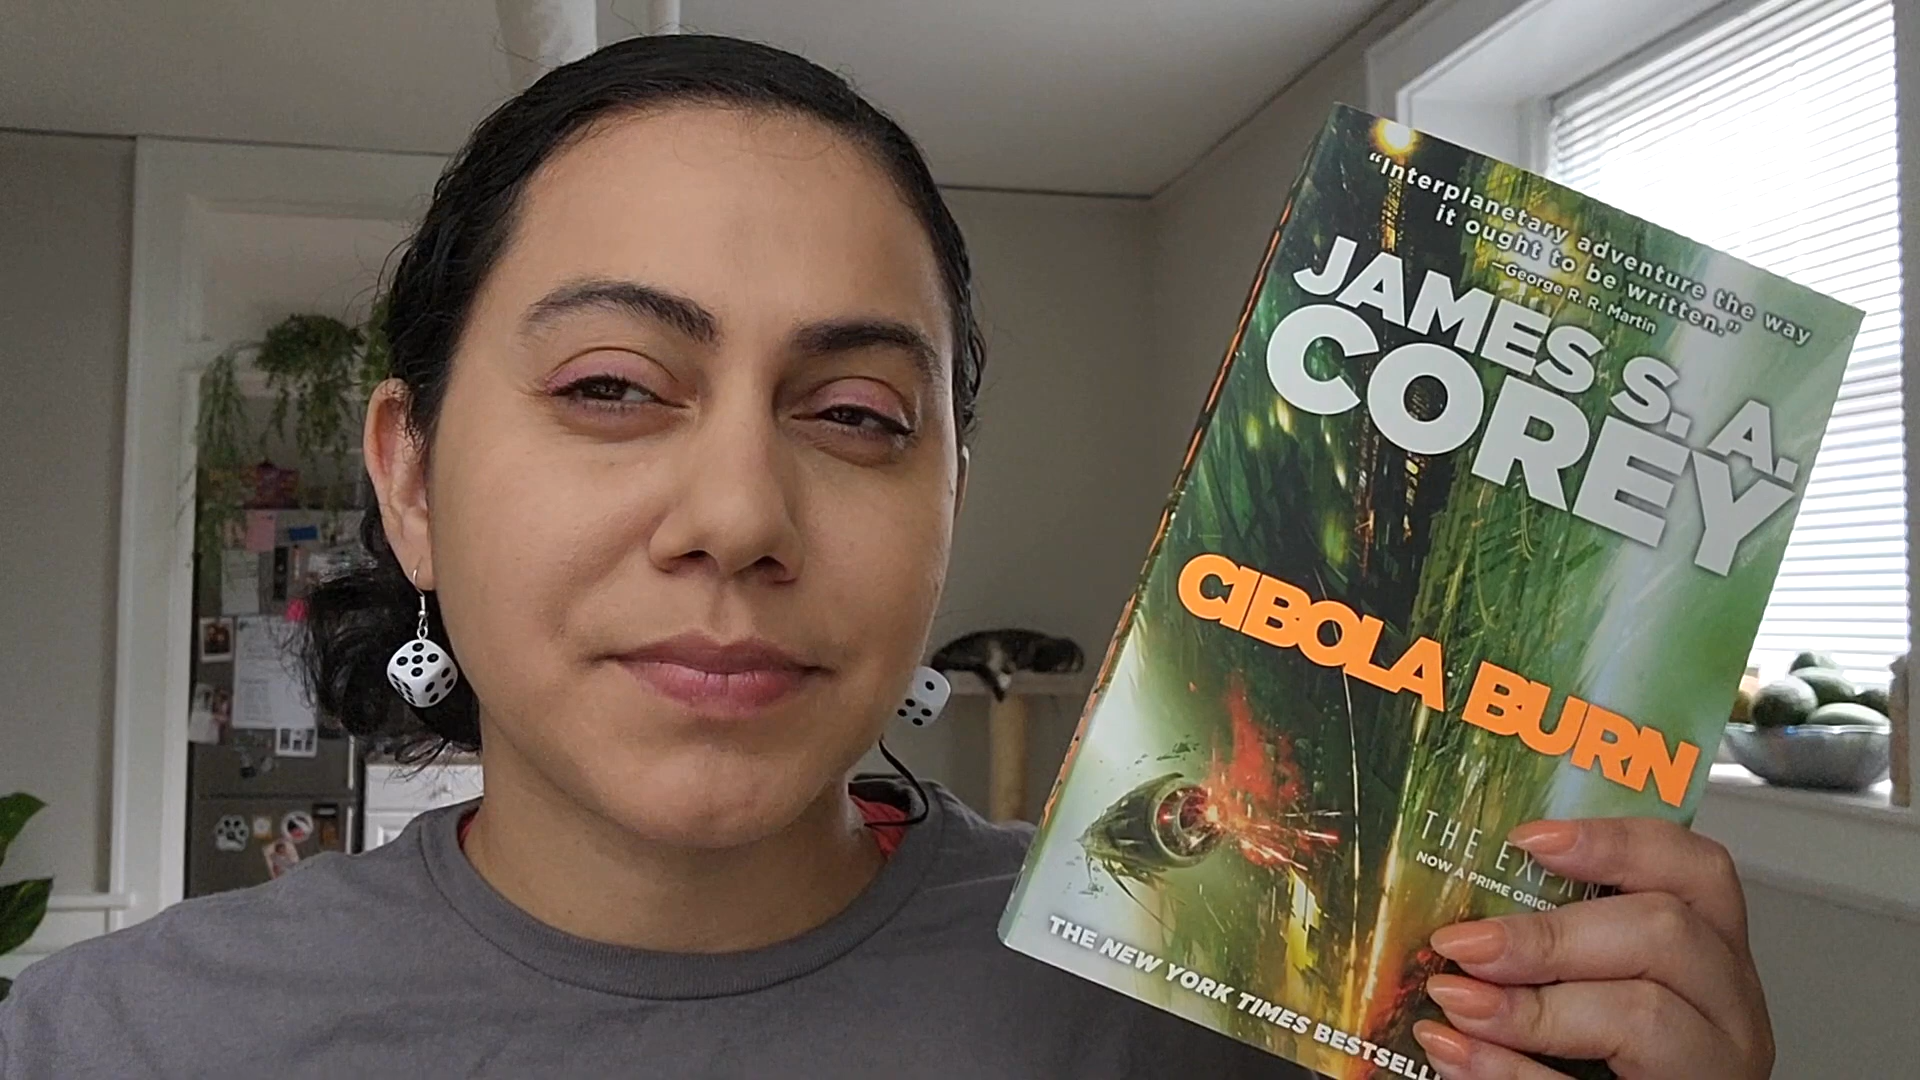 “Interplanetary adventure the way
it ought to be written.”
—George R. R. Martin
JAMES S. A.
COREY
CIBOLA BURN
THE EXPAN
NOW A PRIME ORIGIN
THE NEW YORK TIMES BESTSELL